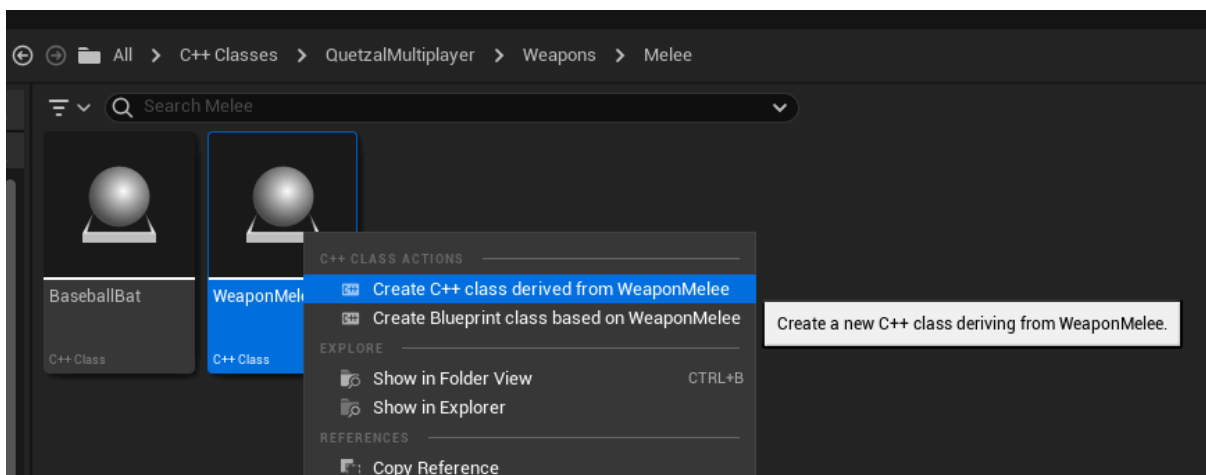 All > C++ Classes > QuetzalMultiplayer > Weapons > Melee
Search Melee
BaseballBat
C++ Class
WeaponMel
C++ Class
C++ CLASS ACTIONS
Create C++ class derived from WeaponMelee
Create Blueprint class based on WeaponMelee
Create a new C++ class deriving from WeaponMelee.
EXPLORE
Show in Folder View CTRL+B
Show in Explorer
REFERENCES
Copy Reference